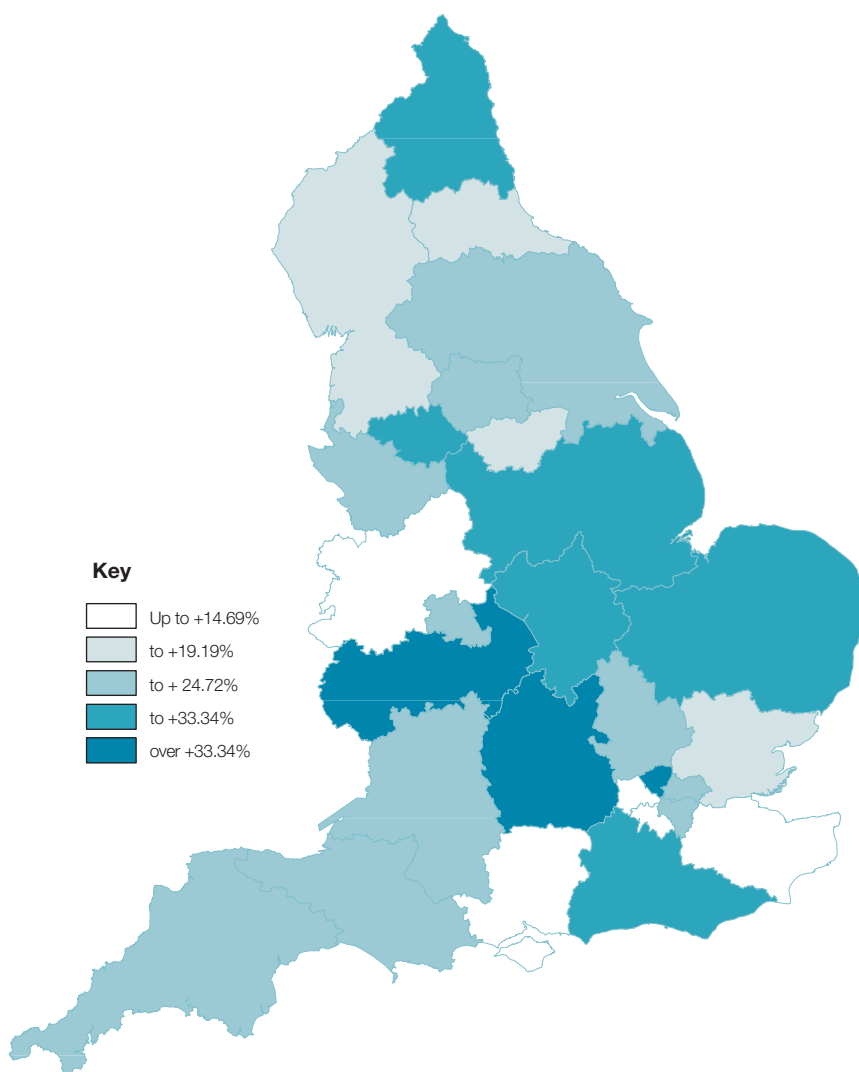 Key
Up to +14.69%
to +19.19%
to + 24.72%
to +33.34%
over +33.34%